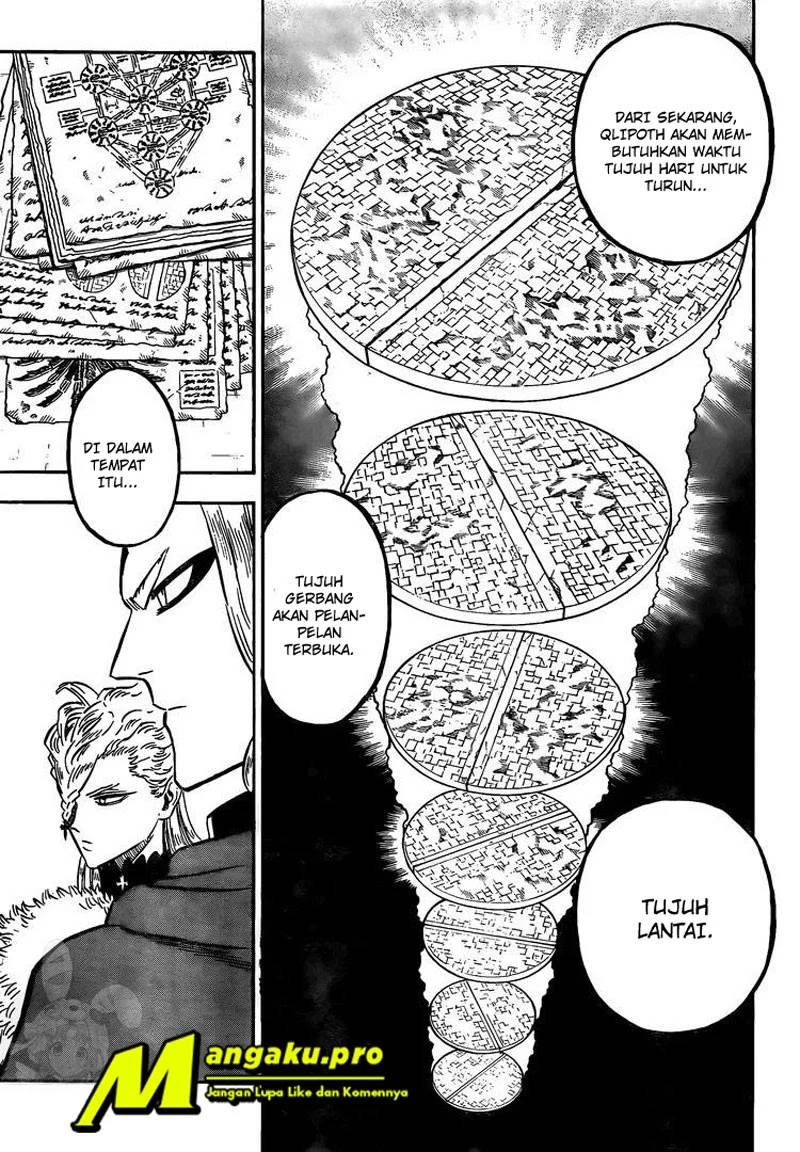 DARI SEKARANG,
QLIPOTH AKAN MEM-
BUTUHKAN WAKTU
TUJUH HARI UNTUK
TURUN...
DI DALAM
TEMPAT
ITU...
TUJUH
GERBANG
AKAN PELAN-
PELAN
TERBUKA.
TUJUH
LANTAI.
Mangaku.pro
Jangan Lupa Like dan Komennya